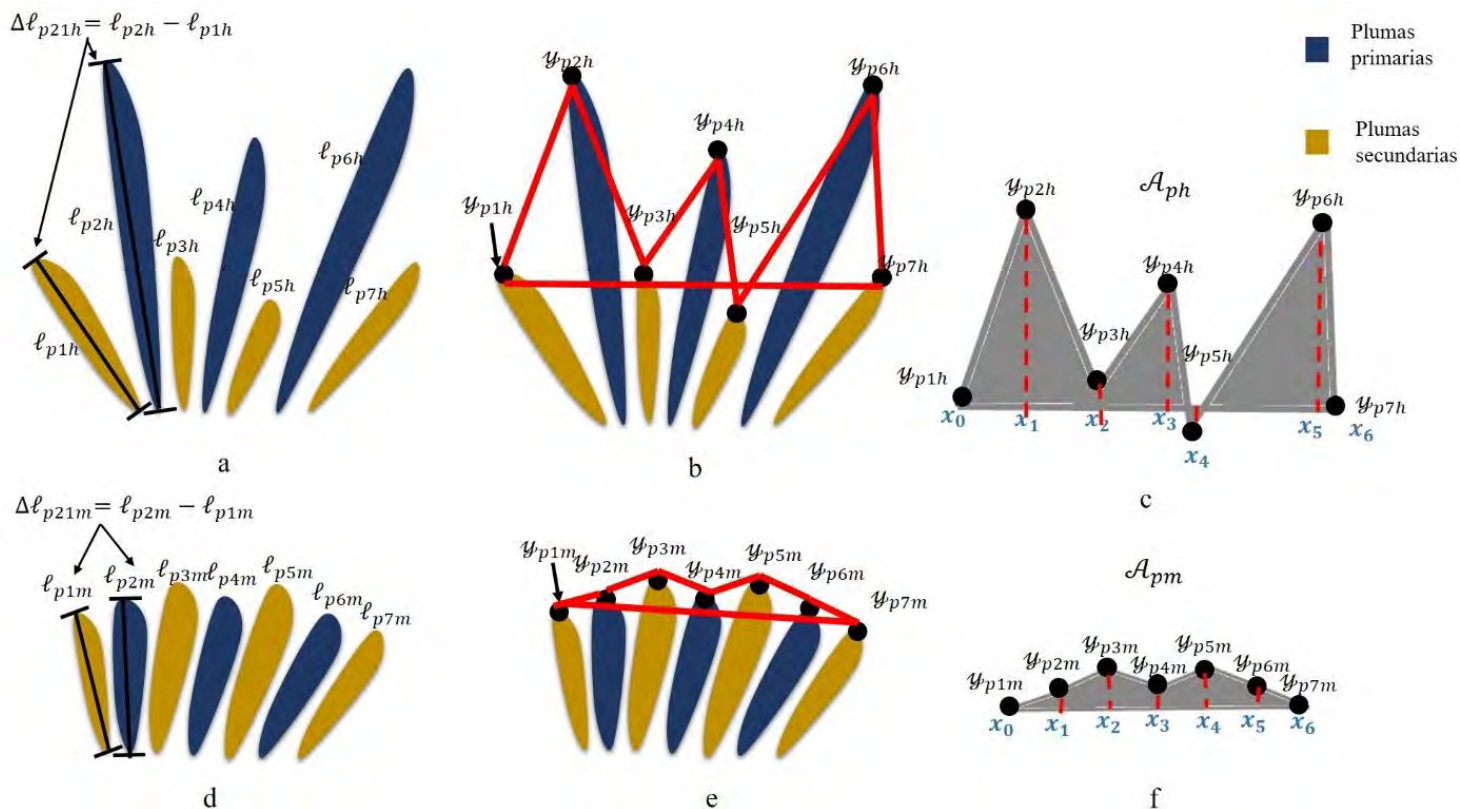 Δℓp21h = ℓp2h − ℓp1h
ℓp2h
ℓp3h
ℓp4h
ℓp6h
ℓp1h
ℓp5h
ℓp7h
a
𝓎p2h
𝓎p6h
𝓎p4h
𝓎p1h
𝓎p3h
𝓎p5h
𝓎p7h
b
Plumas
primarias
Plumas
secundarias
𝒜ph
𝓎p2h
𝓎p6h
𝓎p4h
𝓎p3h
𝓎p5h
𝓎p1h
𝓎p7h
x0
x1
x2
x3
x4
x5
x6
c
Δℓp21m = ℓp2m − ℓp1m
ℓp1m
ℓp2m
ℓp3m
ℓp4m
ℓp5m
ℓp6m
ℓp7m
d
𝓎p1m
𝓎p2m
𝓎p3m
𝓎p4m
𝓎p5m
𝓎p6m
𝓎p7m
e
𝒜pm
𝓎p1m
𝓎p2m
𝓎p3m
𝓎p4m
𝓎p5m
𝓎p6m
𝓎p7m
x0
x1
x2
x3
x4
x5
x6
f